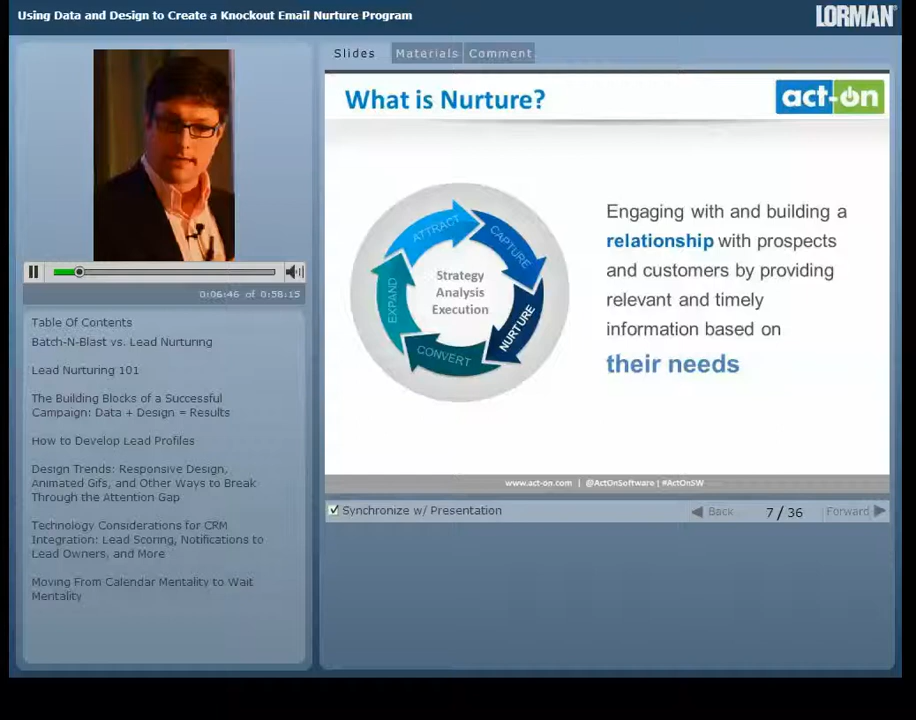 Using Data and Design to Create a Knockout Email Nurture Program
LORMAN
Slides
Materials
Comment
What is Nurture?
act-on
ATTRACT
CAPTURE
NURTURE
CONVERT
EXPAND
Strategy
Analysis
Execution
Engaging with and building a
relationship with prospects
and customers by providing
relevant and timely
information based on
their needs
www.act-on.com | @ActOnSoftware | #ActOnSW
0:06:46 of 0:58:15
Table Of Contents
Batch-N-Blast vs. Lead Nurturing
Lead Nurturing 101
The Building Blocks of a Successful
Campaign: Data + Design = Results
How to Develop Lead Profiles
Design Trends: Responsive Design,
Animated Gifs, and Other Ways to Break
Through the Attention Gap
Technology Considerations for CRM
Integration: Lead Scoring, Notifications to
Lead Owners, and More
Moving From Calendar Mentality to Wait
Mentality
Synchronize w/ Presentation
Back
7 / 36
Forward